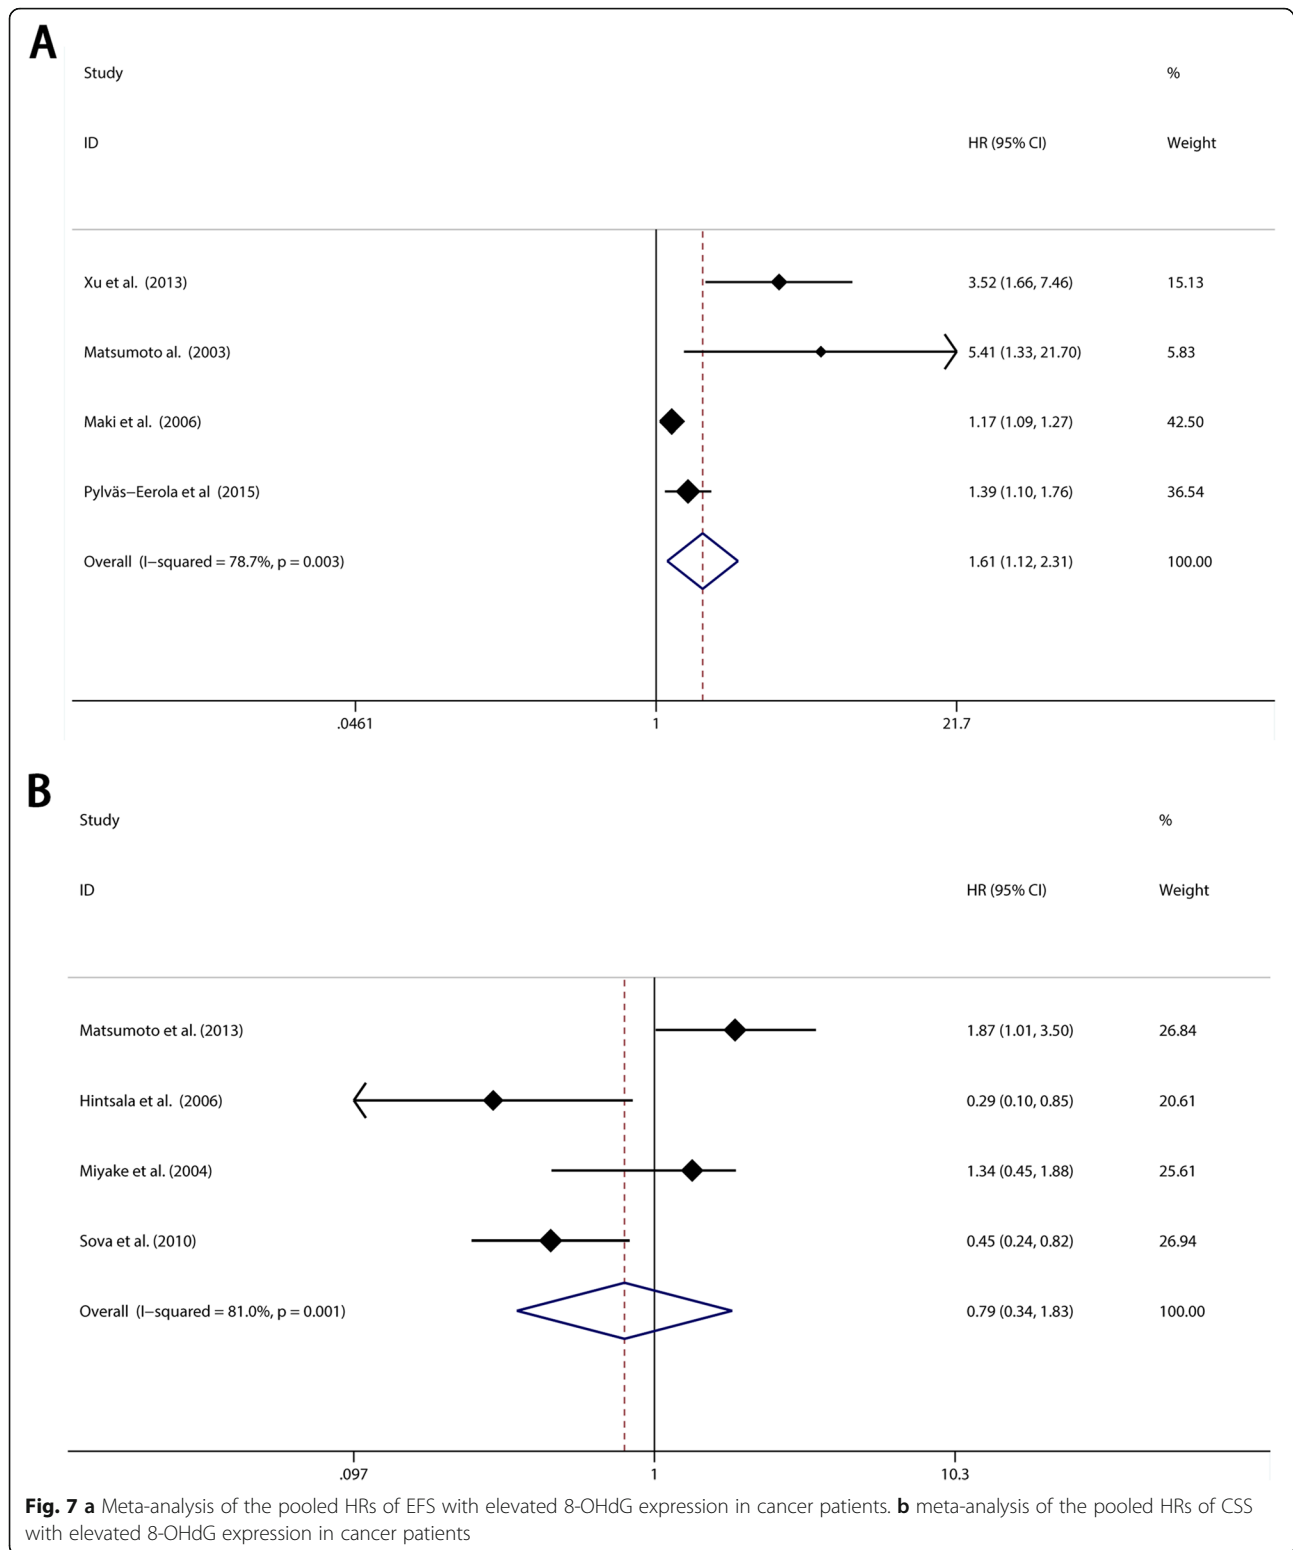 A
Study %
ID HR (95% CI) Weight
Xu et al. (2013) 3.52 (1.66, 7.46) 15.13
Matsumoto al. (2003) 5.41 (1.33, 21.70) 5.83
Maki et al. (2006) 1.17 (1.09, 1.27) 42.50
Pylväs−Eerola et al (2015) 1.39 (1.10, 1.76) 36.54
Overall (I−squared = 78.7%, p = 0.003) 1.61 (1.12, 2.31) 100.00
.0461 1 21.7
B
Study %
ID HR (95% CI) Weight
Matsumoto et al. (2013) 1.87 (1.01, 3.50) 26.84
Hintsala et al. (2006) 0.29 (0.10, 0.85) 20.61
Miyake et al. (2004) 1.34 (0.45, 1.88) 25.61
Sova et al. (2010) 0.45 (0.24, 0.82) 26.94
Overall (I−squared = 81.0%, p = 0.001) 0.79 (0.34, 1.83) 100.00
.097 1 10.3
Fig. 7 a Meta-analysis of the pooled HRs of EFS with elevated 8-OHdG expression in cancer patients. b meta-analysis of the pooled HRs of CSS
with elevated 8-OHdG expression in cancer patients